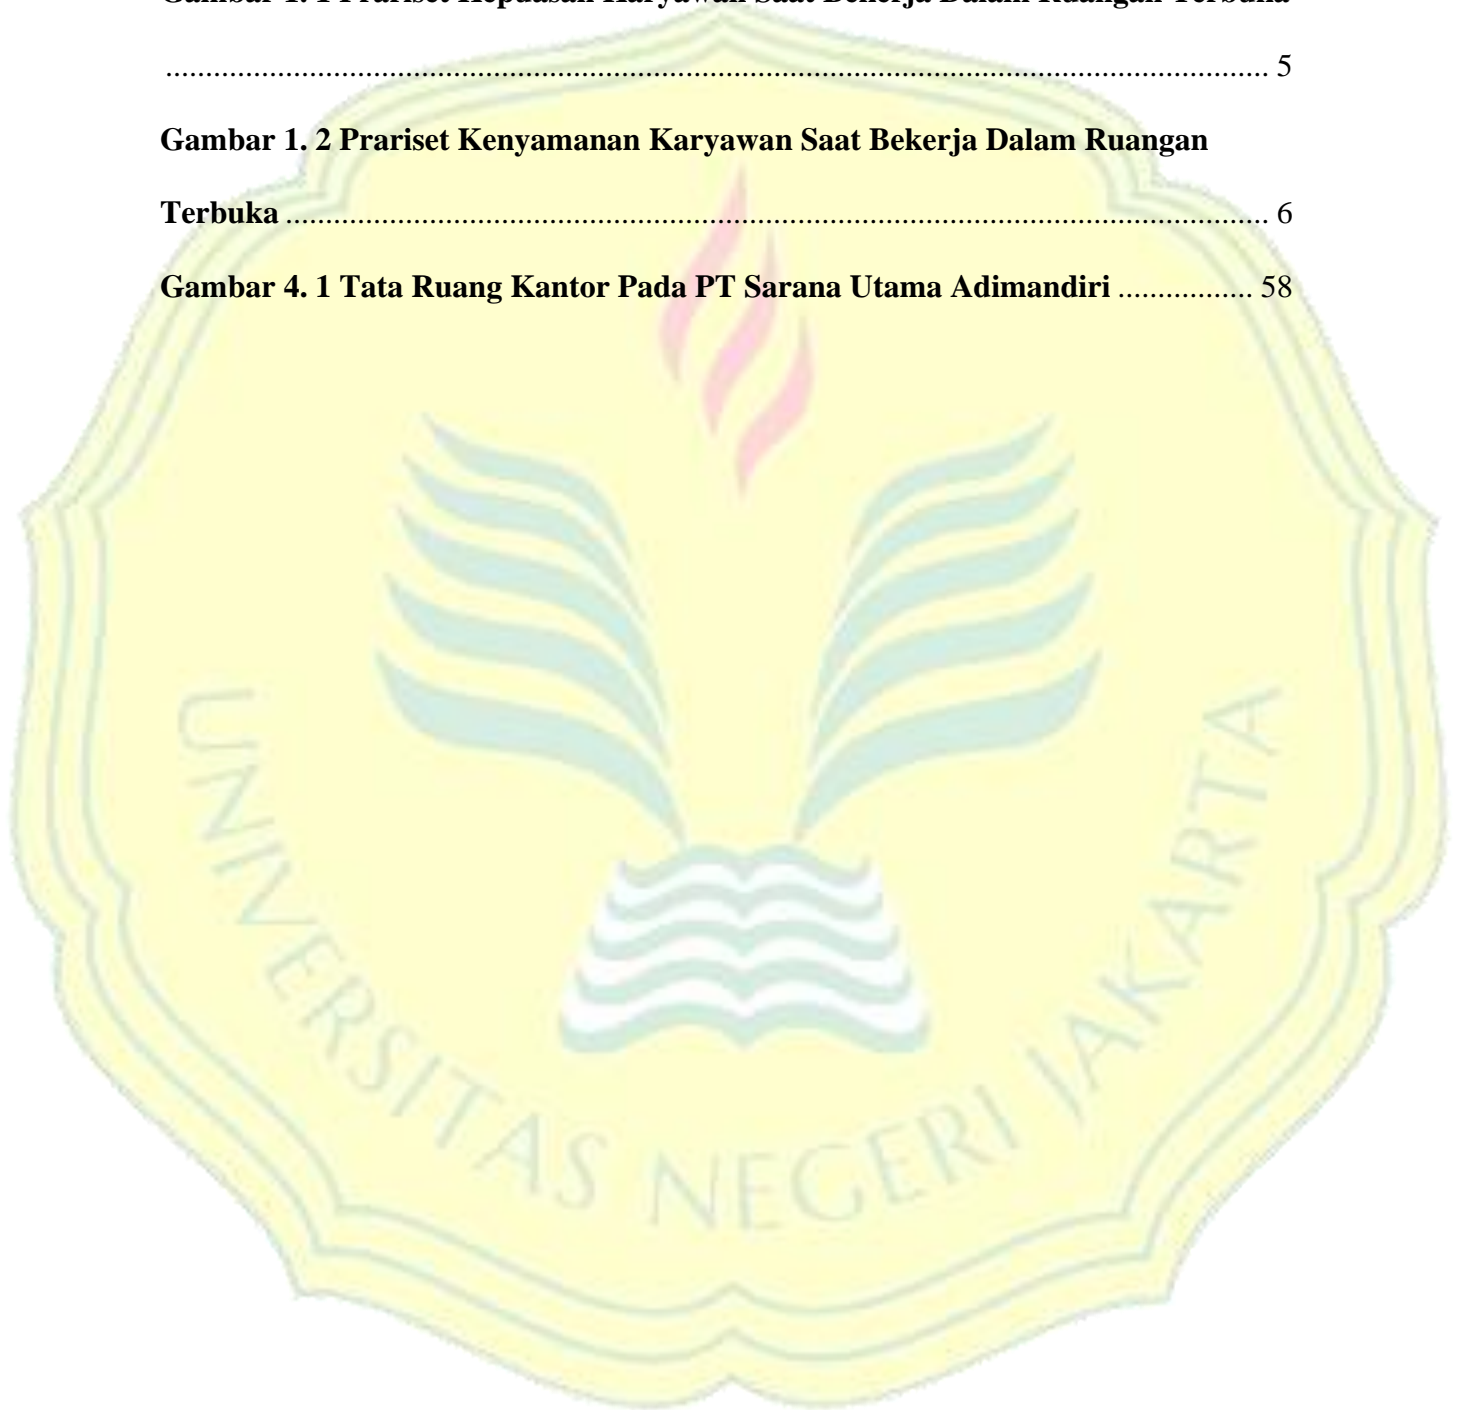 Gambar 1. 1 Prariset Kepuasan Karyawan Saat Bekerja Dalam Ruangan Terbuka
........................................................................................................................................... 5
Gambar 1. 2 Prariset Kenyamanan Karyawan Saat Bekerja Dalam Ruangan
Terbuka ............................................................................................................................ 6
Gambar 4. 1 Tata Ruang Kantor Pada PT Sarana Utama Adimandiri ................. 58
UNIVERSITAS NEGERI JAKARTA